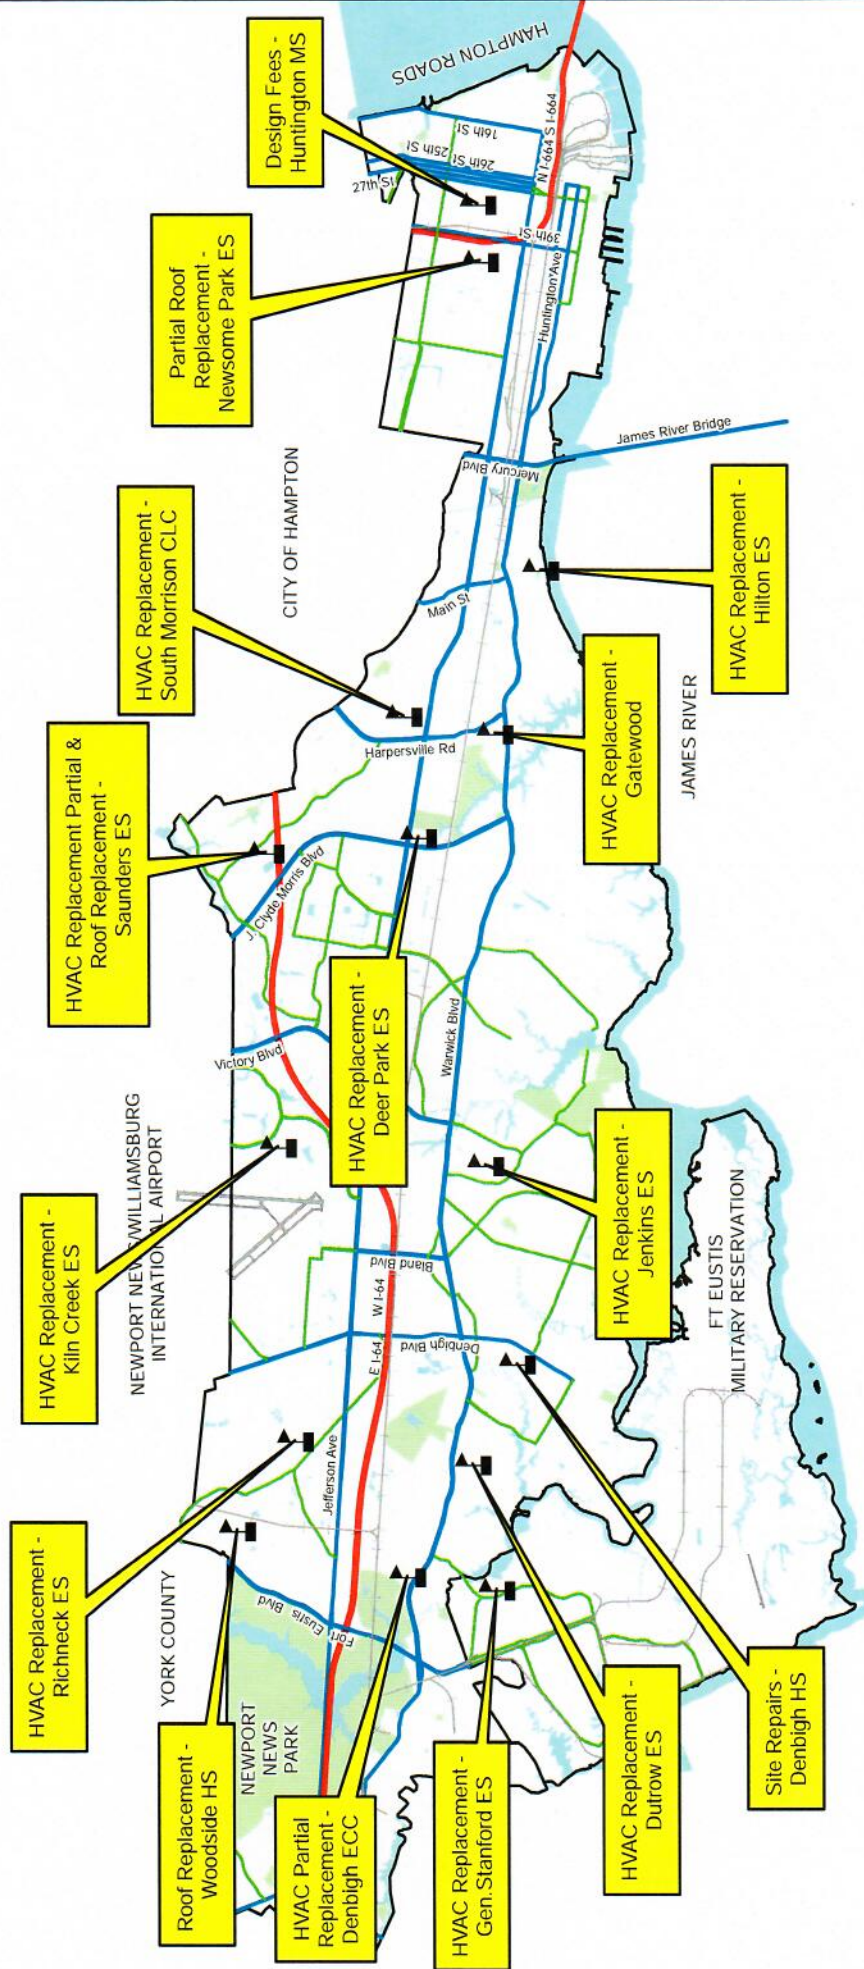 Design Fees -
Huntington MS
Partial Roof
Replacement -
Newsome Park ES
HVAC Replacement -
South Morrison CLC
HVAC Replacement Partial &
Roof Replacement -
Saunders ES
HVAC Replacement -
Kiln Creek ES
HVAC Replacement -
Richneck ES
Roof Replacement -
Woodside HS
HVAC Partial
Replacement -
Denbigh ECC
HVAC Replacement -
Gen. Stanford ES
HVAC Replacement -
Dutrow ES
Site Repairs -
Denbigh HS
HVAC Replacement -
Jenkins ES
HVAC Replacement -
Deer Park ES
HVAC Replacement -
Gatewood
HVAC Replacement -
Hilton ES
HAMPTON ROADS
CITY OF HAMPTON
JAMES RIVER
NEWPORT NEWS/WILLIAMSBURG
INTERNATIONAL AIRPORT
YORK COUNTY
NEWPORT
NEWS
PARK
FT EUSTIS
MILITARY RESERVATION
16th St
25th St
26th St
27th St
39th St
N I-664
S I-664
Huntington Ave
James River Bridge
Mercury Blvd
Main St
Harpersville Rd
J. Clyde Morris Blvd
Victory Blvd
Warwick Blvd
Bland Blvd
W I-64
E I-64
Denbigh Blvd
Jefferson Ave
Fort Eustis Blvd